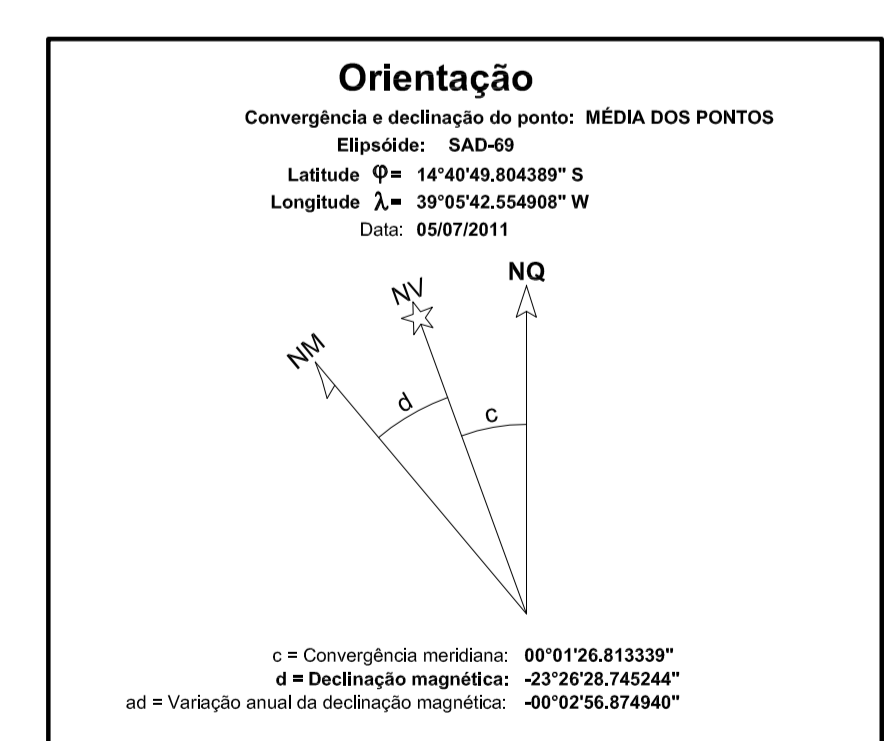 Orientação
Convergência e declinação do ponto: MÉDIA DOS PONTOS
Elipsóide: SAD-69
Latitude φ= 14°40'49.804389" S
Longitude λ= 39°05'42.554908" W
Data: 05/07/2011
NQ
NV
NM
d
c
c = Convergência meridiana: 00°01'26.813339"
d = Declinação magnética: -23°26'28.745244"
ad = Variação anual da declinação magnética: -00°02'56.874940"